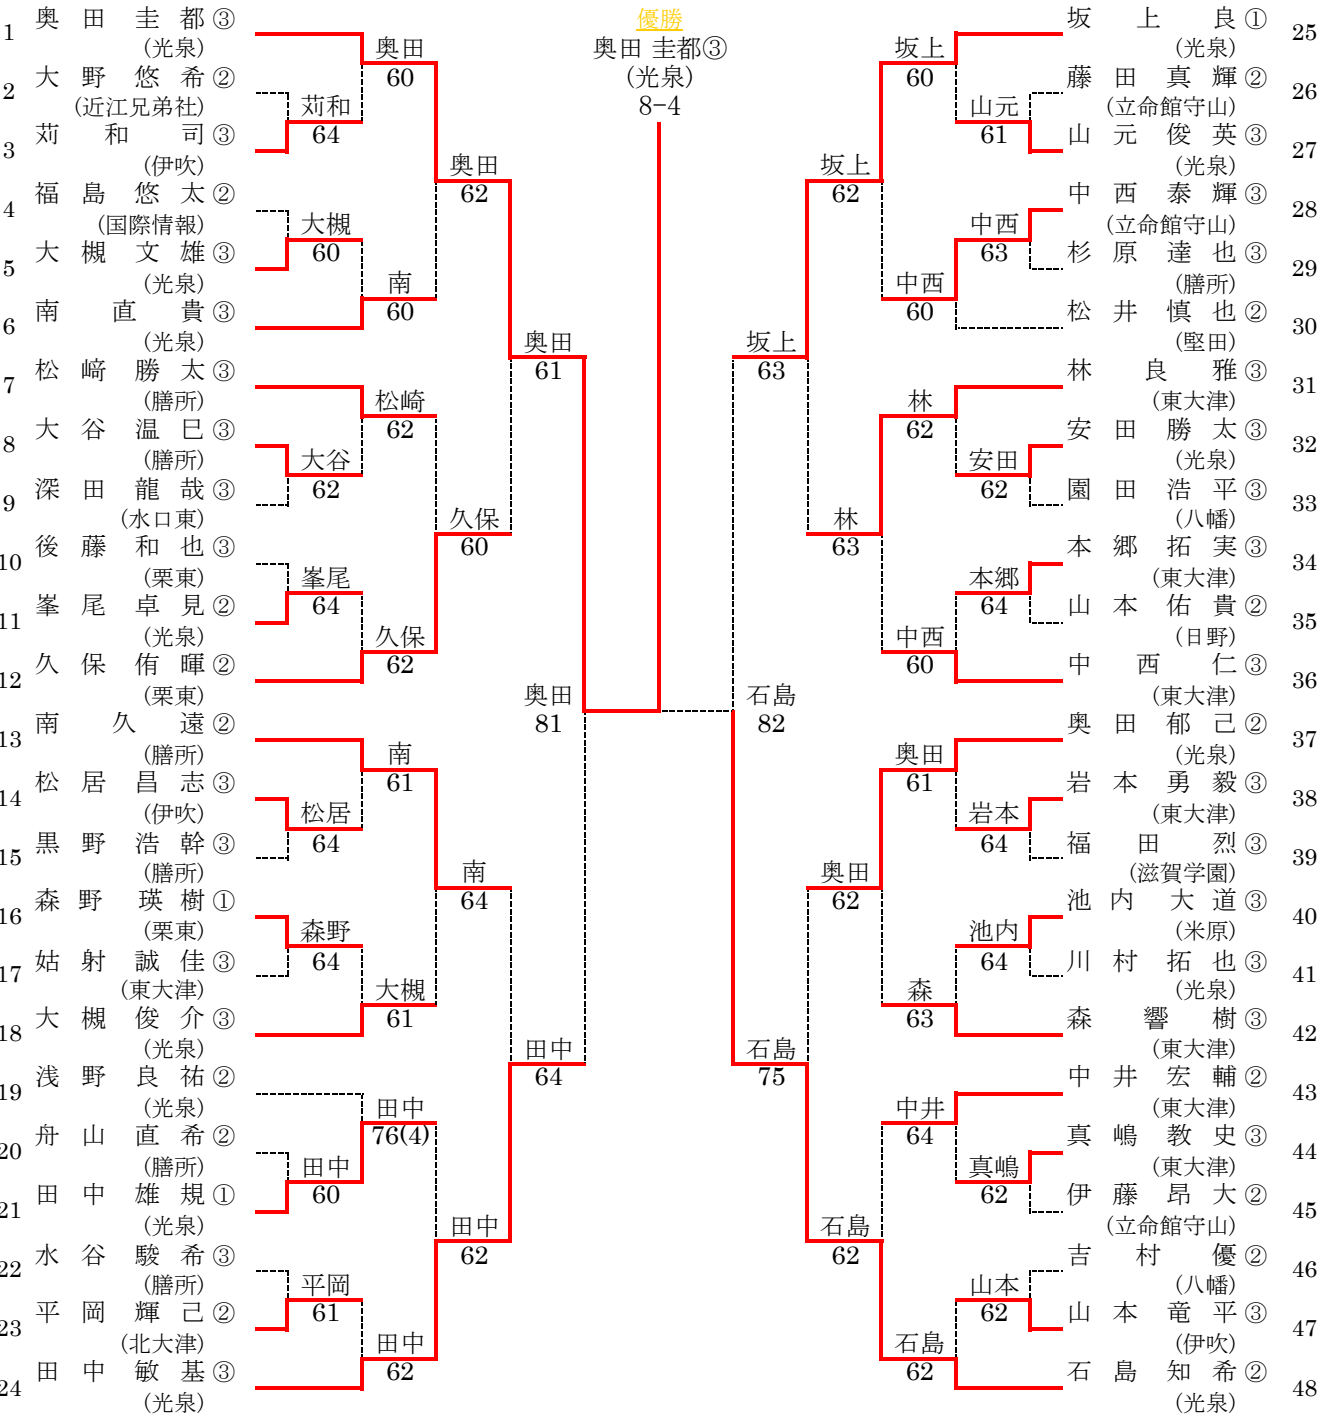 優勝
奥田 圭都③
(光泉)
8-4
1 奥田圭都③
(光泉)
2 大野悠希②
(近江兄弟社)
3 苅和司③
(伊吹)
4 福島悠太②
(国際情報)
5 大槻文雄③
(光泉)
6 南直貴③
(光泉)
7 松﨑勝太③
(膳所)
8 大谷温巳③
(膳所)
9 深田龍哉③
(水口東)
10 後藤和也③
(栗東)
11 峯尾卓見②
(光泉)
12 久保侑暉②
(栗東)
13 南久遠②
(膳所)
14 松居昌志③
(伊吹)
15 黒野浩幹③
(膳所)
16 森野瑛樹①
(栗東)
17 姑射誠佳③
(東大津)
18 大槻俊介③
(光泉)
19 浅野良祐②
(光泉)
20 舟山直希②
(膳所)
21 田中雄規①
(光泉)
22 水谷駿希③
(膳所)
23 平岡輝己②
(北大津)
24 田中敏基③
(光泉)
苅和
64
大槻
60
大谷
62
峯尾
64
松居
64
森野
64
田中
60
平岡
61
奥田
60
南
60
松崎
62
久保
62
南
61
大槻
61
田中
76(4)
田中
62
奥田
62
久保
60
南
64
田中
62
奥田
61
田中
64
奥田
81
石島
82
坂上
63
石島
75
坂上
62
林
63
奥田
62
石島
62
坂上
60
中西
60
林
62
中西
60
奥田
61
森
63
中井
64
石島
62
山元
61
中西
63
安田
62
本郷
64
岩本
64
池内
64
真嶋
62
山本
62
坂上良① 25
(光泉)
藤田真輝② 26
(立命館守山)
山元俊英③ 27
(光泉)
中西泰輝③ 28
(立命館守山)
杉原達也③ 29
(膳所)
松井慎也② 30
(堅田)
林良雅③ 31
(東大津)
安田勝太③ 32
(光泉)
園田浩平③ 33
(八幡)
本郷拓実③ 34
(東大津)
山本佑貴② 35
(日野)
中西仁③ 36
(東大津)
奥田郁己② 37
(光泉)
岩本勇毅③ 38
(東大津)
福田烈③ 39
(滋賀学園)
池内大道③ 40
(米原)
川村拓也③ 41
(光泉)
森響樹③ 42
(東大津)
中井宏輔② 43
(東大津)
真嶋教史③ 44
(東大津)
伊藤昂大② 45
(立命館守山)
吉村優② 46
(八幡)
山本竜平③ 47
(伊吹)
石島知希② 48
(光泉)